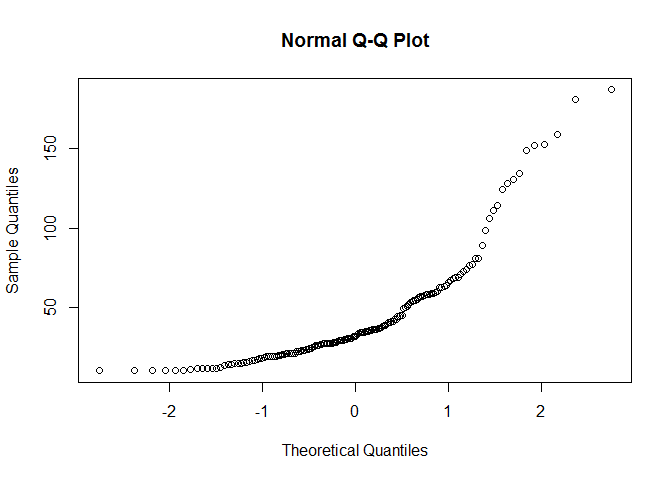 Normal Q-Q Plot
150
100
50
Sample Quantiles
-2 -1 0 1 2
Theoretical Quantiles